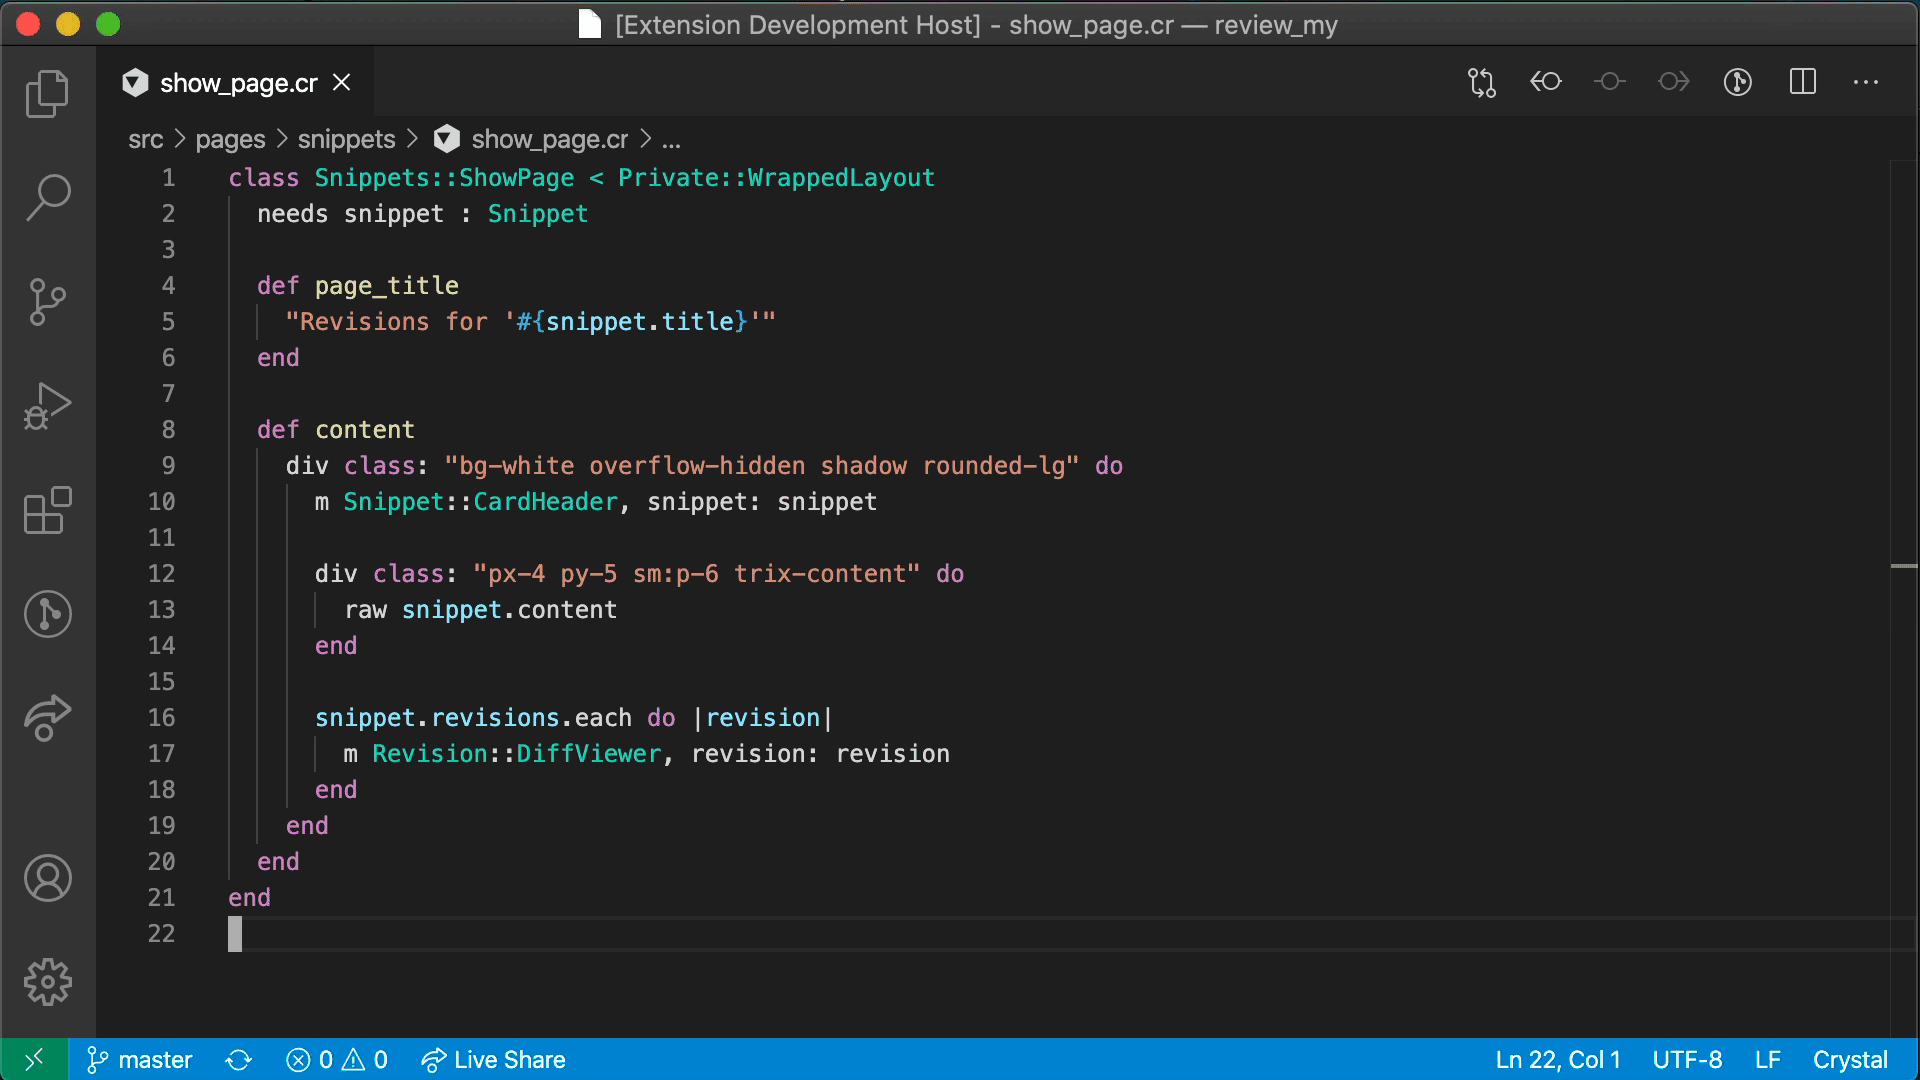 [Extension Development Host] - show_page.cr — review_my
show_page.cr
src > pages > snippets > show_page.cr > ...
1 class Snippets::ShowPage < Private::WrappedLayout
2   needs snippet : Snippet
3
4   def page_title
5     "Revisions for '#{snippet.title}'"
6   end
7
8   def content
9     div class: "bg-white overflow-hidden shadow rounded-lg" do
10       m Snippet::CardHeader, snippet: snippet
11
12       div class: "px-4 py-5 sm:p-6 trix-content" do
13         raw snippet.content
14       end
15
16       snippet.revisions.each do |revision|
17         m Revision::DiffViewer, revision: revision
18       end
19     end
20   end
21 end
22
master 0 0 Live Share Ln 22, Col 1 UTF-8 LF Crystal